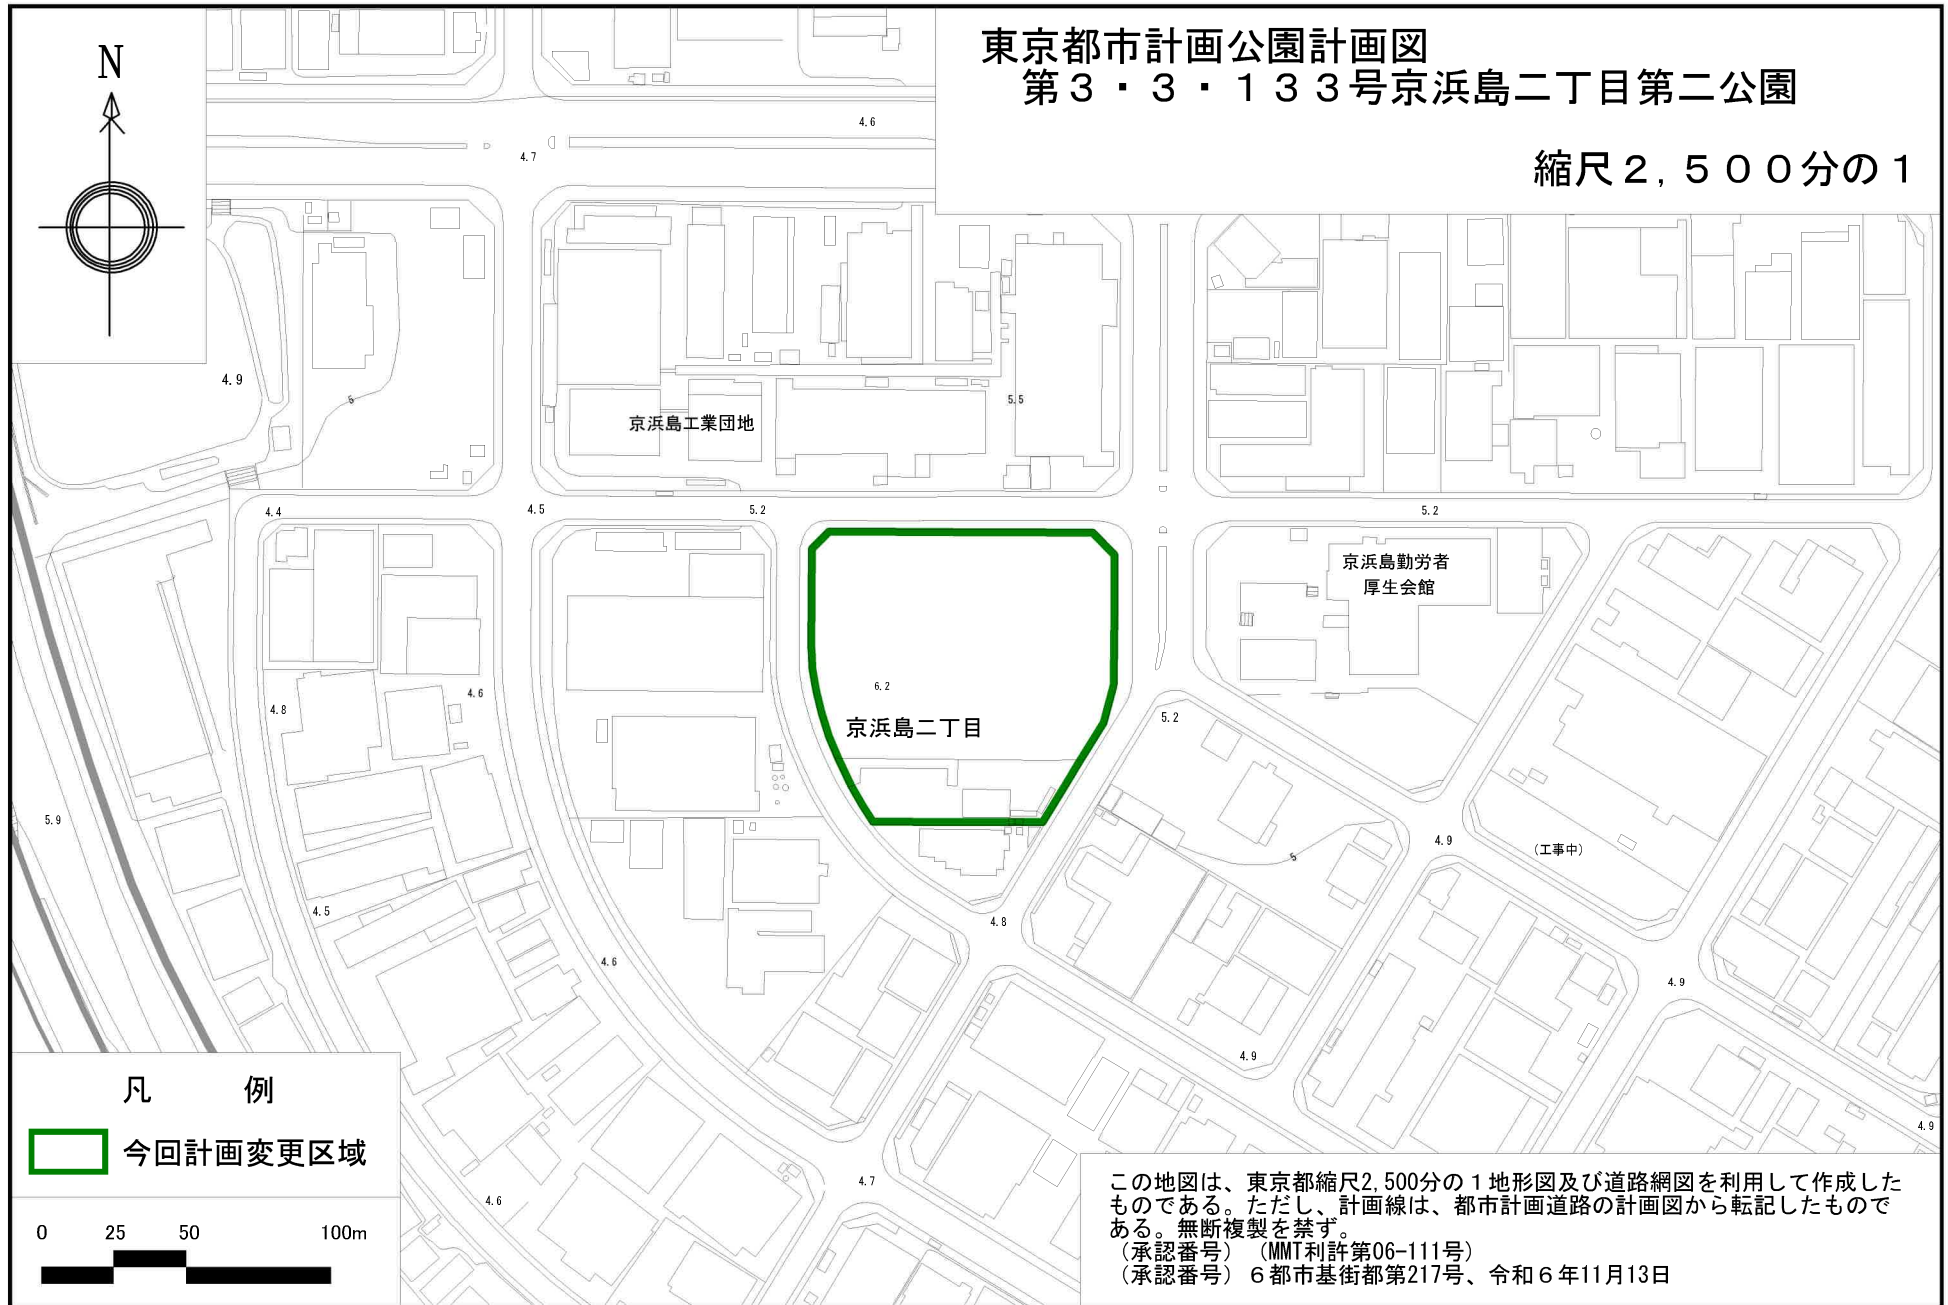 東京都市計画公園計画図
第３・３・１３３号京浜島二丁目第二公園
縮尺２,５００分の１
N
4.6
4.7
4.9
5
5.5
京浜島工業団地
4.4
4.5
5.2
5.2
京浜島勤労者
厚生会館
6.2
京浜島二丁目
4.6
4.8
5.2
5.9
4.9
（工事中）
5
4.5
4.8
4.6
4.9
4.9
4.9
4.7
4.6
凡　例
今回計画変更区域
0 25 50 100m
この地図は、東京都縮尺2,500分の１地形図及び道路網図を利用して作成した
ものである。ただし、計画線は、都市計画道路の計画図から転記したもので
ある。無断複製を禁ず。
（承認番号）（MMT利許第06-111号）
（承認番号）６都市基街都第217号、令和６年11月13日